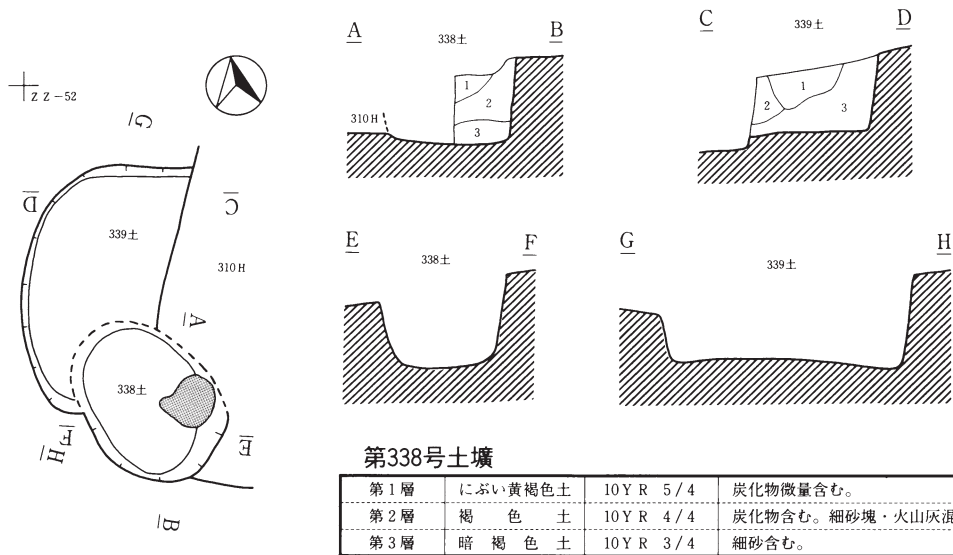 ZZ-52
G
D
C
339土
310H
A
338土
F
H
E
B
A
338土
B
1
2
3
310H
C
339土
D
1
2
3
E
338土
F
G
339土
H
第338号土壙
第1層 にぶい黄褐色土 10YR 5/4 炭化物微量含む。
第2層 褐色土 10YR 4/4 炭化物含む。細砂塊・火山灰混
第3層 暗褐色土 10YR 3/4 細砂含む。